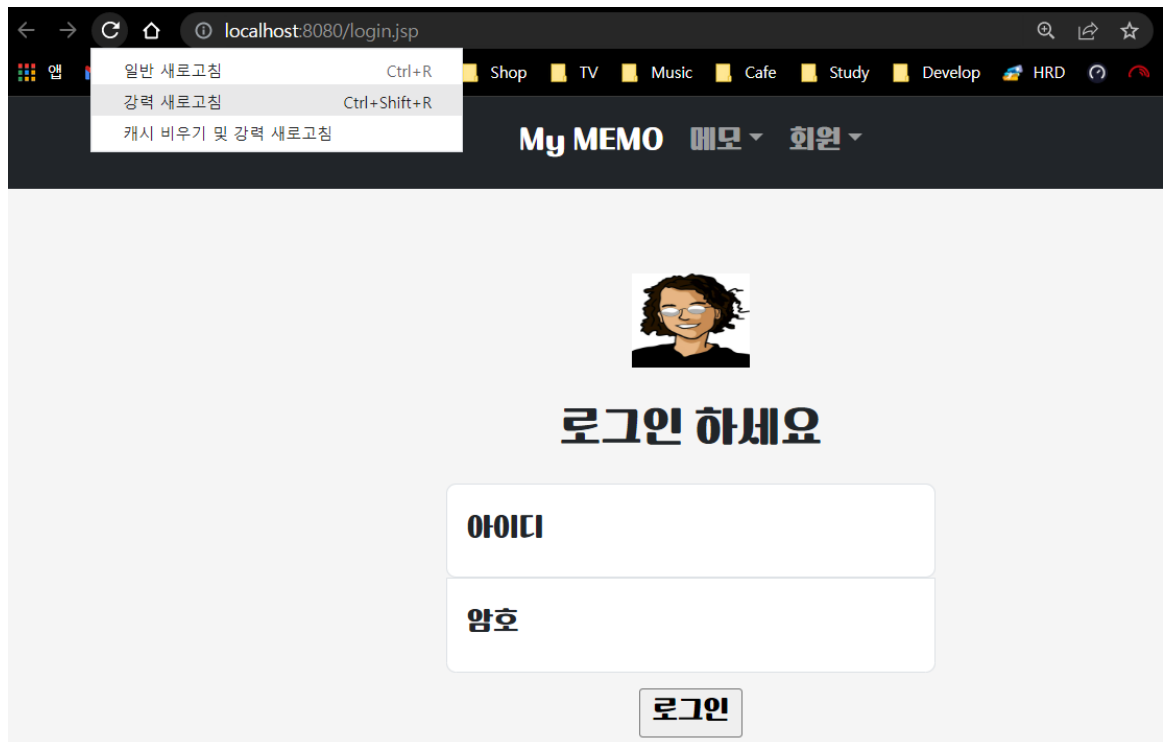 localhost:8080/login.jsp
앱
Shop TV Music Cafe Study Develop HRD
일반 새로고침 Ctrl+R
강력 새로고침 Ctrl+Shift+R
캐시 비우기 및 강력 새로고침
My MEMO 메모 회원
로그인 하세요
아이디
암호
로그인